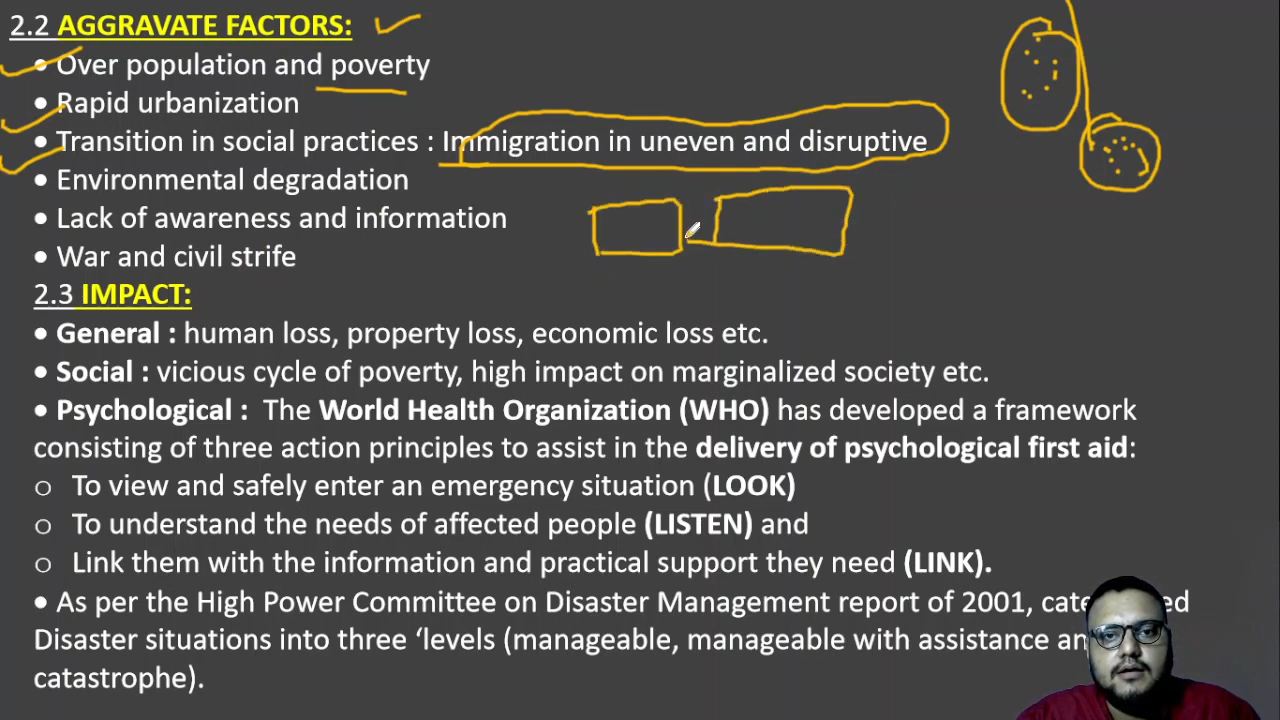 2.2 AGGRAVATE FACTORS:
• Over population and poverty
• Rapid urbanization
• Transition in social practices : Immigration in uneven and disruptive
• Environmental degradation
• Lack of awareness and information
• War and civil strife
2.3 IMPACT:
• General : human loss, property loss, economic loss etc.
• Social : vicious cycle of poverty, high impact on marginalized society etc.
• Psychological : The World Health Organization (WHO) has developed a framework
consisting of three action principles to assist in the delivery of psychological first aid:
o To view and safely enter an emergency situation (LOOK)
o To understand the needs of affected people (LISTEN) and
o Link them with the information and practical support they need (LINK).
• As per the High Power Committee on Disaster Management report of 2001,
Disaster situations into three ‘levels (manageable, manageable with assistance
catastrophe).